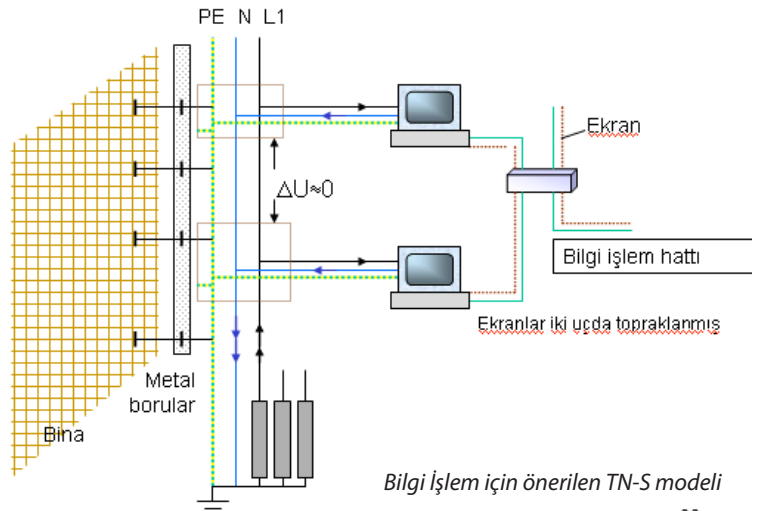 PE N L1
Ekran
ΔU≈0
Bilgi işlem hattı
Ekranlar iki uçda topraklanmış
Metal
borular
Bina
Bilgi İşlem için önerilen TN-S modeli